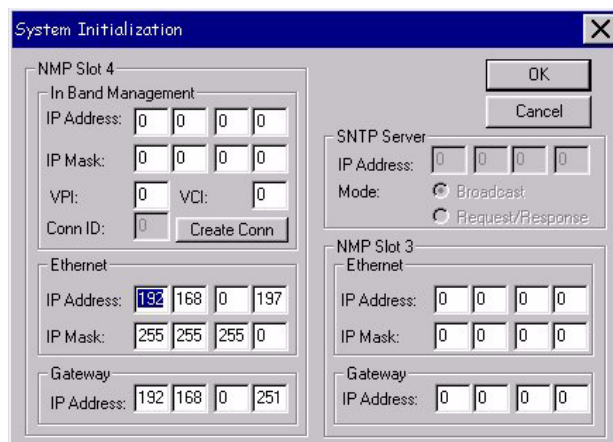 System Initialization
NMP Slot 4
In Band Management
IP Address: 0 0 0 0
IP Mask: 0 0 0 0
VPI: 0 VCI: 0
Conn ID: 0 Create Conn
Ethernet
IP Address: 192 168 0 197
IP Mask: 255 255 255 0
Gateway
IP Address: 192 168 0 251
OK
Cancel
SNTP Server
IP Address: 0 0 0 0
Mode: Broadcast
Request/Response
NMP Slot 3
Ethernet
IP Address: 0 0 0 0
IP Mask: 0 0 0 0
Gateway
IP Address: 0 0 0 0